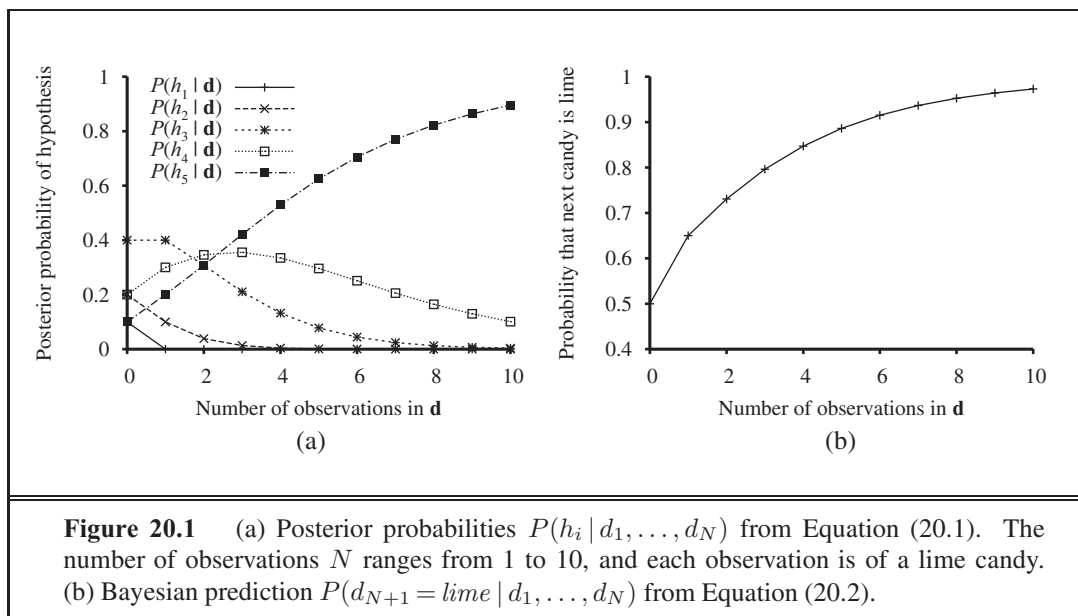 Posterior probability of hypothesis
1
0.8
0.6
0.4
0.2
0
P(h1 | d)
P(h2 | d)
P(h3 | d)
P(h4 | d)
P(h5 | d)
0 2 4 6 8 10
Number of observations in d
(a)
Probability that next candy is lime
1
0.9
0.8
0.7
0.6
0.5
0.4
0 2 4 6 8 10
Number of observations in d
(b)
Figure 20.1 (a) Posterior probabilities P(hi | d1, . . . , dN) from Equation (20.1). The
number of observations N ranges from 1 to 10, and each observation is of a lime candy.
(b) Bayesian prediction P(dN+1 = lime | d1, . . . , dN) from Equation (20.2).